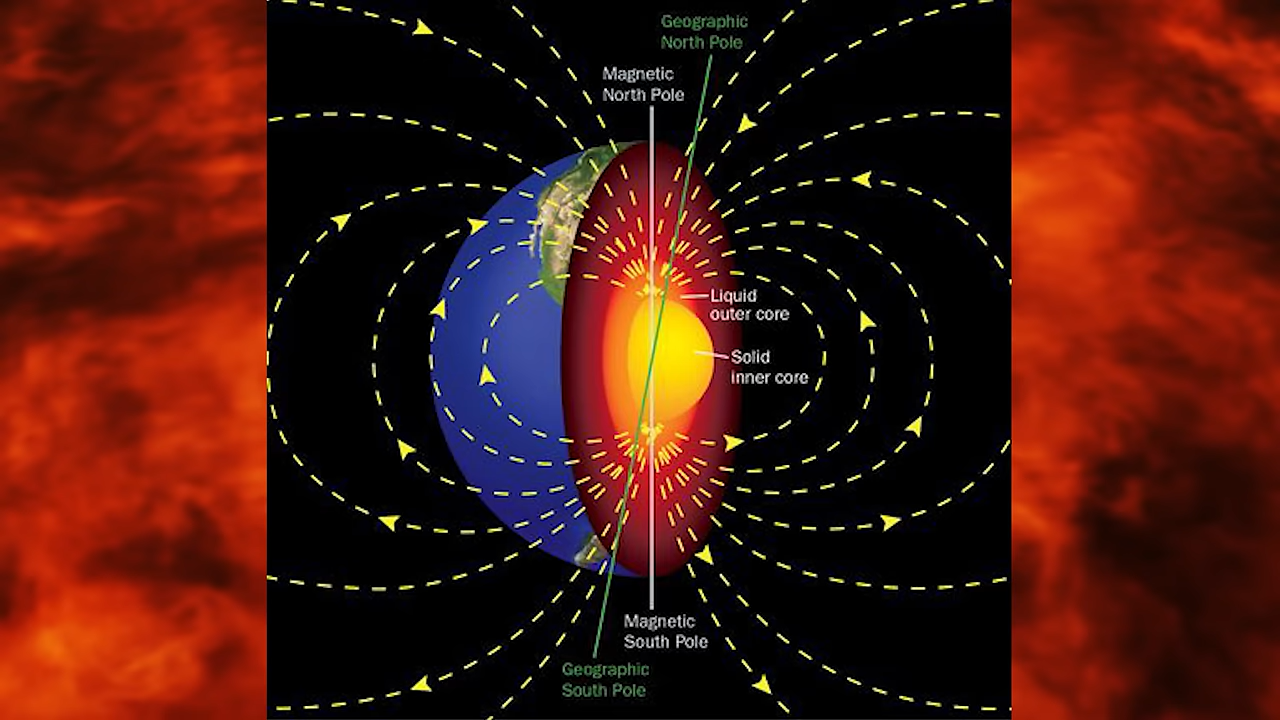 Geographic
North Pole
Magnetic
North Pole
Liquid
outer core
Solid
inner core
Magnetic
South Pole
Geographic
South Pole